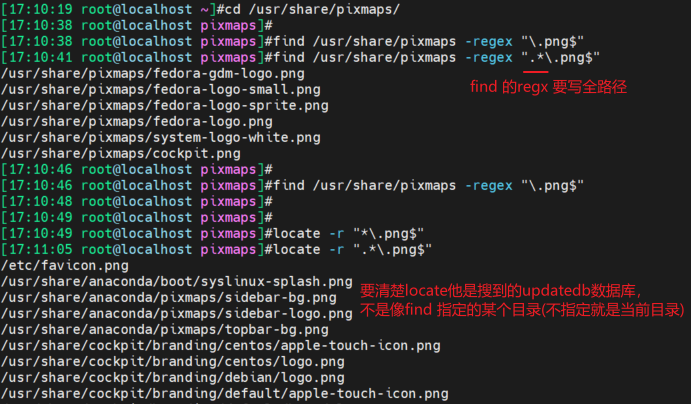 [17:10:19 root@localhost ~]#cd /usr/share/pixmaps/
[17:10:38 root@localhost pixmaps]#
[17:10:38 root@localhost pixmaps]#find /usr/share/pixmaps -regex "\.png$"
[17:10:41 root@localhost pixmaps]#find /usr/share/pixmaps -regex ".*\.png$"
/usr/share/pixmaps/fedora-gdm-logo.png
find 的regx 要写全路径
/usr/share/pixmaps/fedora-logo-small.png
/usr/share/pixmaps/fedora-logo-sprite.png
/usr/share/pixmaps/fedora-logo.png
/usr/share/pixmaps/system-logo-white.png
/usr/share/pixmaps/cockpit.png
[17:10:46 root@localhost pixmaps]#
[17:10:46 root@localhost pixmaps]#find /usr/share/pixmaps -regex "\.png$"
[17:10:48 root@localhost pixmaps]#
[17:10:49 root@localhost pixmaps]#
[17:10:49 root@localhost pixmaps]#locate -r "*\.png$"
[17:11:05 root@localhost pixmaps]#locate -r ".*\.png$"
/etc/favicon.png
/usr/share/anaconda/boot/syslinux-splash.png
/usr/share/anaconda/pixmaps/sidebar-bg.png
/usr/share/anaconda/pixmaps/sidebar-logo.png
/usr/share/anaconda/pixmaps/topbar-bg.png
要清楚locate他是搜到的updatedb数据库，
不是像find 指定的某个目录(不指定就是当前目录)
/usr/share/cockpit/branding/centos/apple-touch-icon.png
/usr/share/cockpit/branding/centos/logo.png
/usr/share/cockpit/branding/debian/logo.png
/usr/share/cockpit/branding/default/apple-touch-icon.png